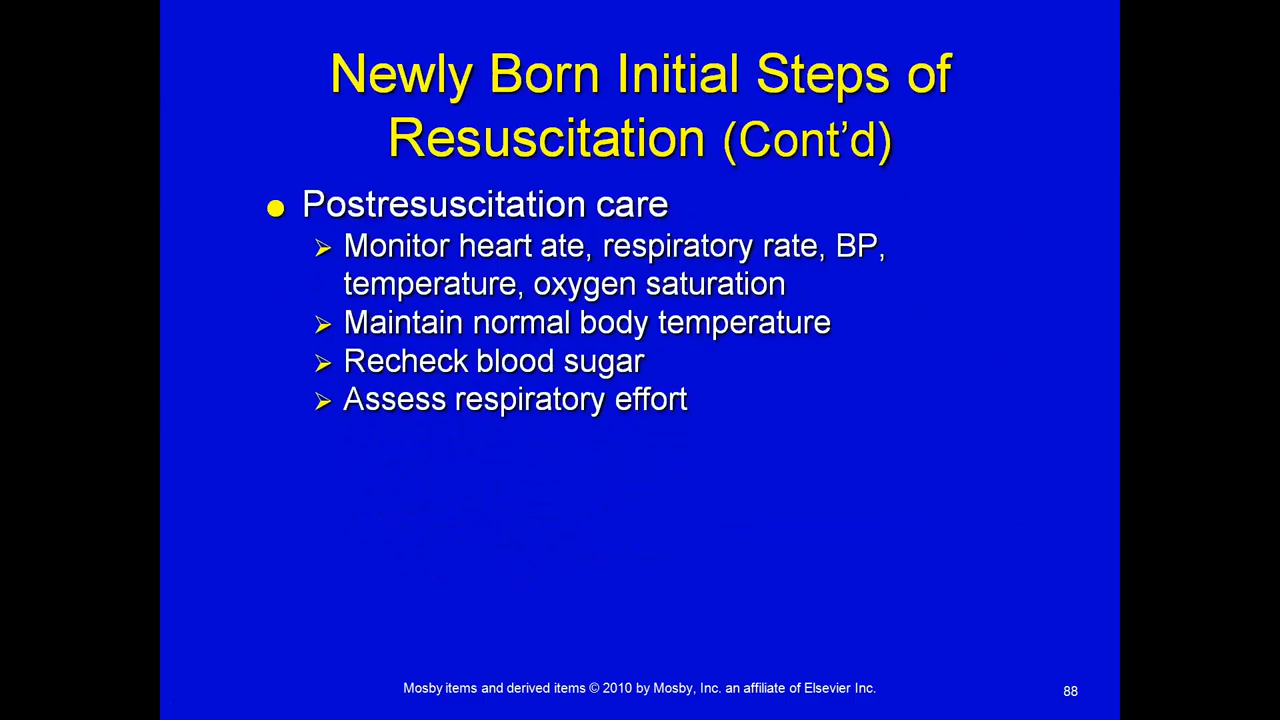 Newly Born Initial Steps of
Resuscitation (Cont’d)
Postresuscitation care
Monitor heart ate, respiratory rate, BP,
temperature, oxygen saturation
Maintain normal body temperature
Recheck blood sugar
Assess respiratory effort
Mosby items and derived items © 2010 by Mosby, Inc. an affiliate of Elsevier Inc.
88